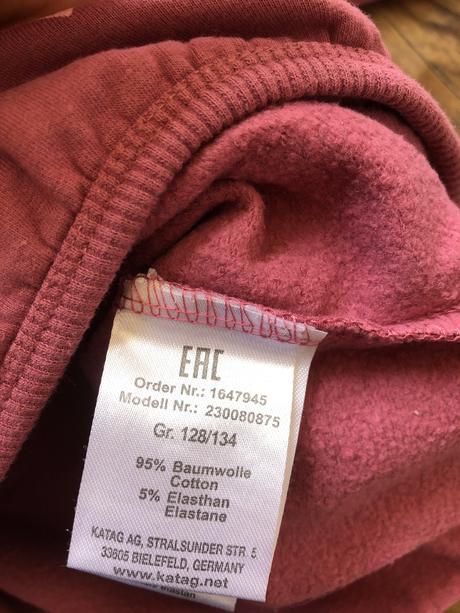 EAC
Order Nr.: 1647945
Modell Nr.: 230080875
Gr. 128/134
95% Baumwolle
Cotton
5% Elasthan
Elastane
KATAG AG, STRALSUNDER STR. 5
33605 BIELEFELD, GERMANY
www.katag.net